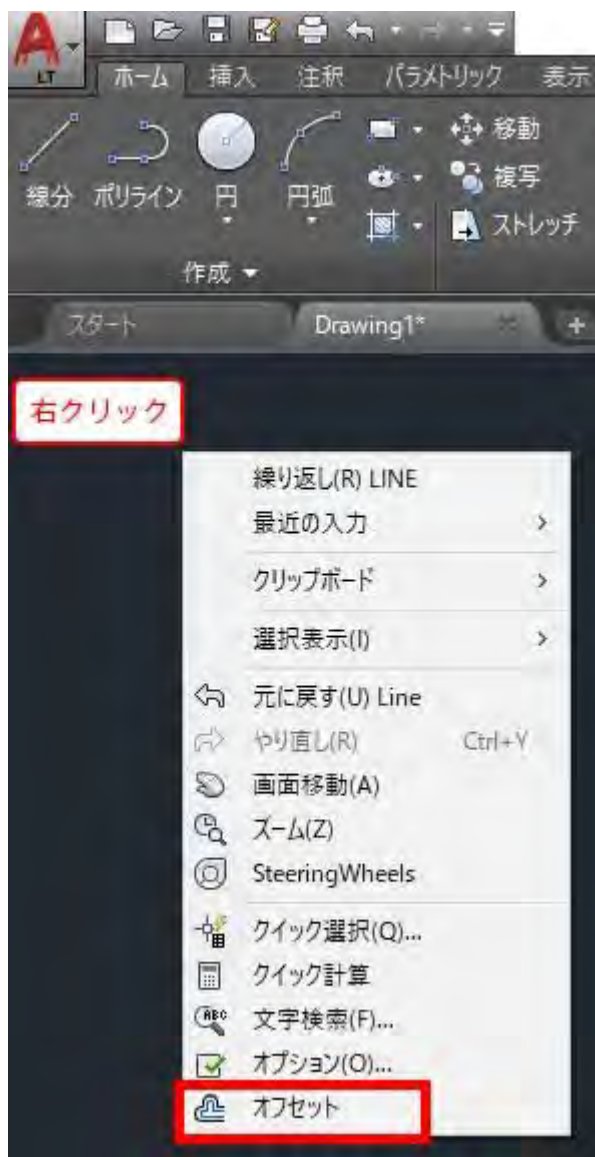 LT
ホーム 挿入 注釈 パラメトリック 表示
線分 ポリライン 円 円弧
移動
複写
ストレッチ
作成
スタート Drawing1* +
右クリック
繰り返し(R) LINE
最近の入力
クリップボード
選択表示(I)
元に戻す(U) Line
やり直し(R) Ctrl+Y
画面移動(A)
ズーム(Z)
SteeringWheels
クイック選択(Q)...
クイック計算
ABC 文字検索(F)...
オプション(O)...
オフセット